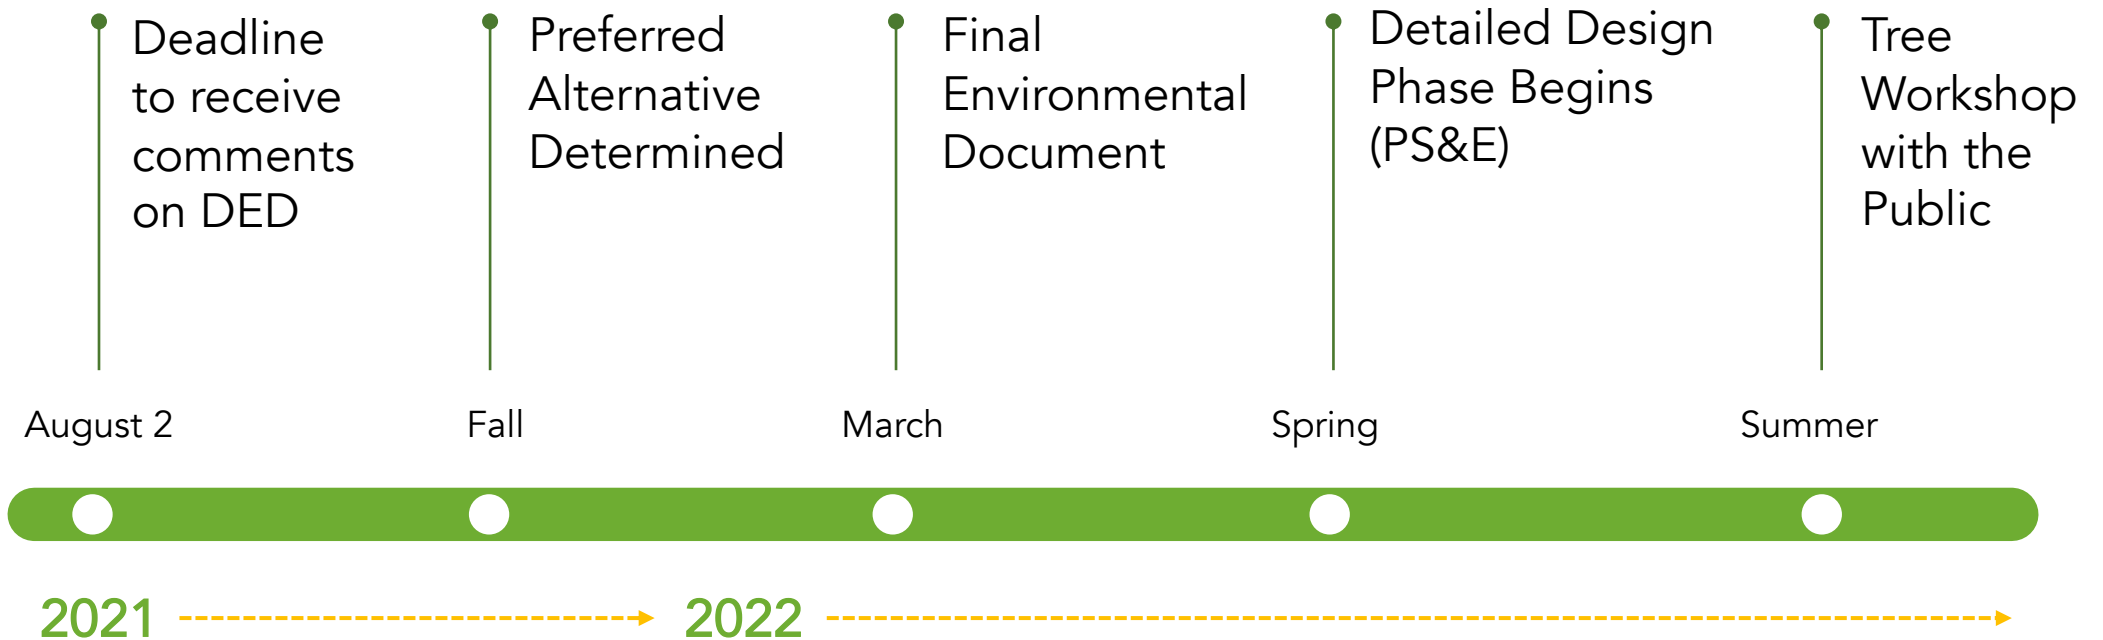 Deadline
to receive
comments
on DED
Preferred
Alternative
Determined
Final
Environmental
Document
Detailed Design
Phase Begins
(PS&E)
Tree
Workshop
with the
Public
August 2
Fall
March
Spring
Summer
2021
2022